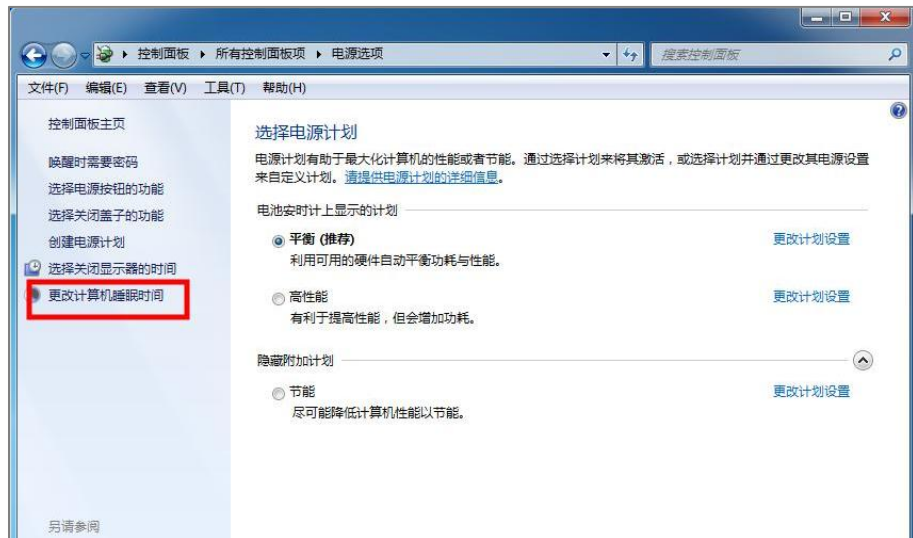 控制面板 ▸ 所有控制面板项 ▸ 电源选项
搜索控制面板
文件(F) 编辑(E) 查看(V) 工具(T) 帮助(H)
控制面板主页
唤醒时需要密码
选择电源按钮的功能
选择关闭盖子的功能
创建电源计划
选择关闭显示器的时间
更改计算机睡眠时间
另请参阅
选择电源计划
电源计划有助于最大化计算机的性能或者节能。通过选择计划来将其激活，或选择计划并通过更改其电源设置
来自定义计划。请提供电源计划的详细信息。
电池安时计上显示的计划
平衡 (推荐) 更改计划设置
利用可用的硬件自动平衡功耗与性能。
高性能 更改计划设置
有利于提高性能，但会增加功耗。
隐藏附加计划
节能 更改计划设置
尽可能降低计算机性能以节能。